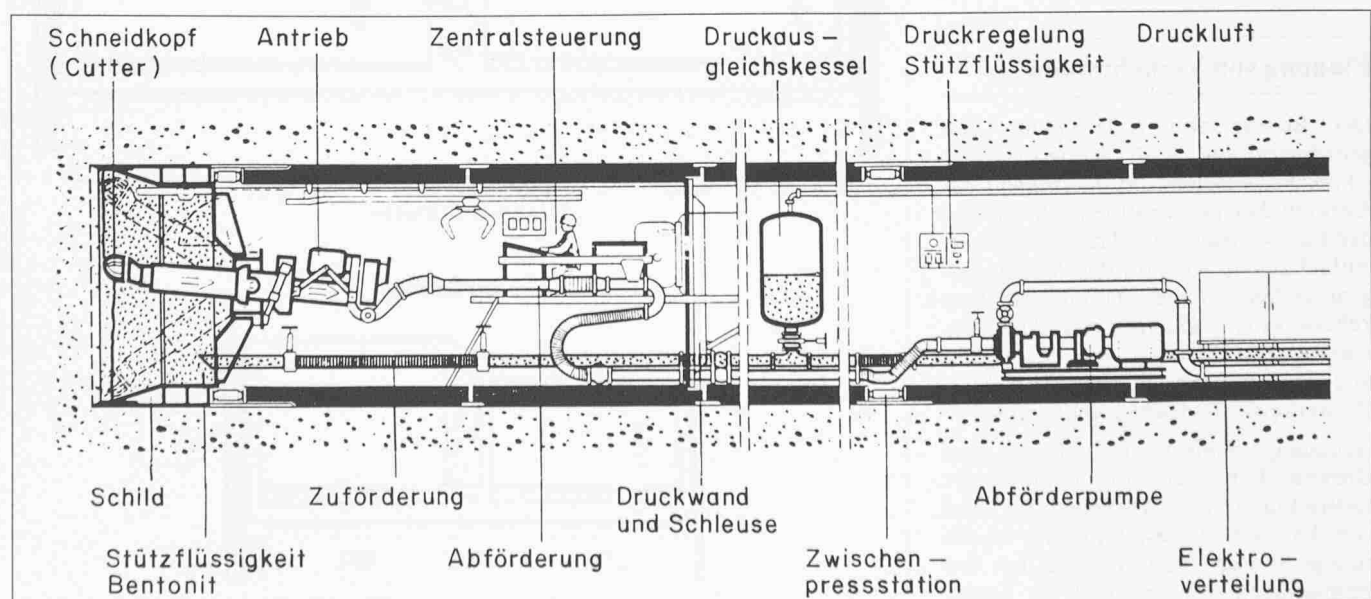 Schneidkopf
(Cutter)
Antrieb
Zentralsteuerung
Druckaus –
gleichskessel
Druckregelung
Stützflüssigkeit
Druckluft
Schild
Zuförderung
Druckwand
und Schleuse
Abförderpumpe
Stützflüssigkeit
Bentonit
Abförderung
Zwischen –
pressstation
Elektro –
verteilung